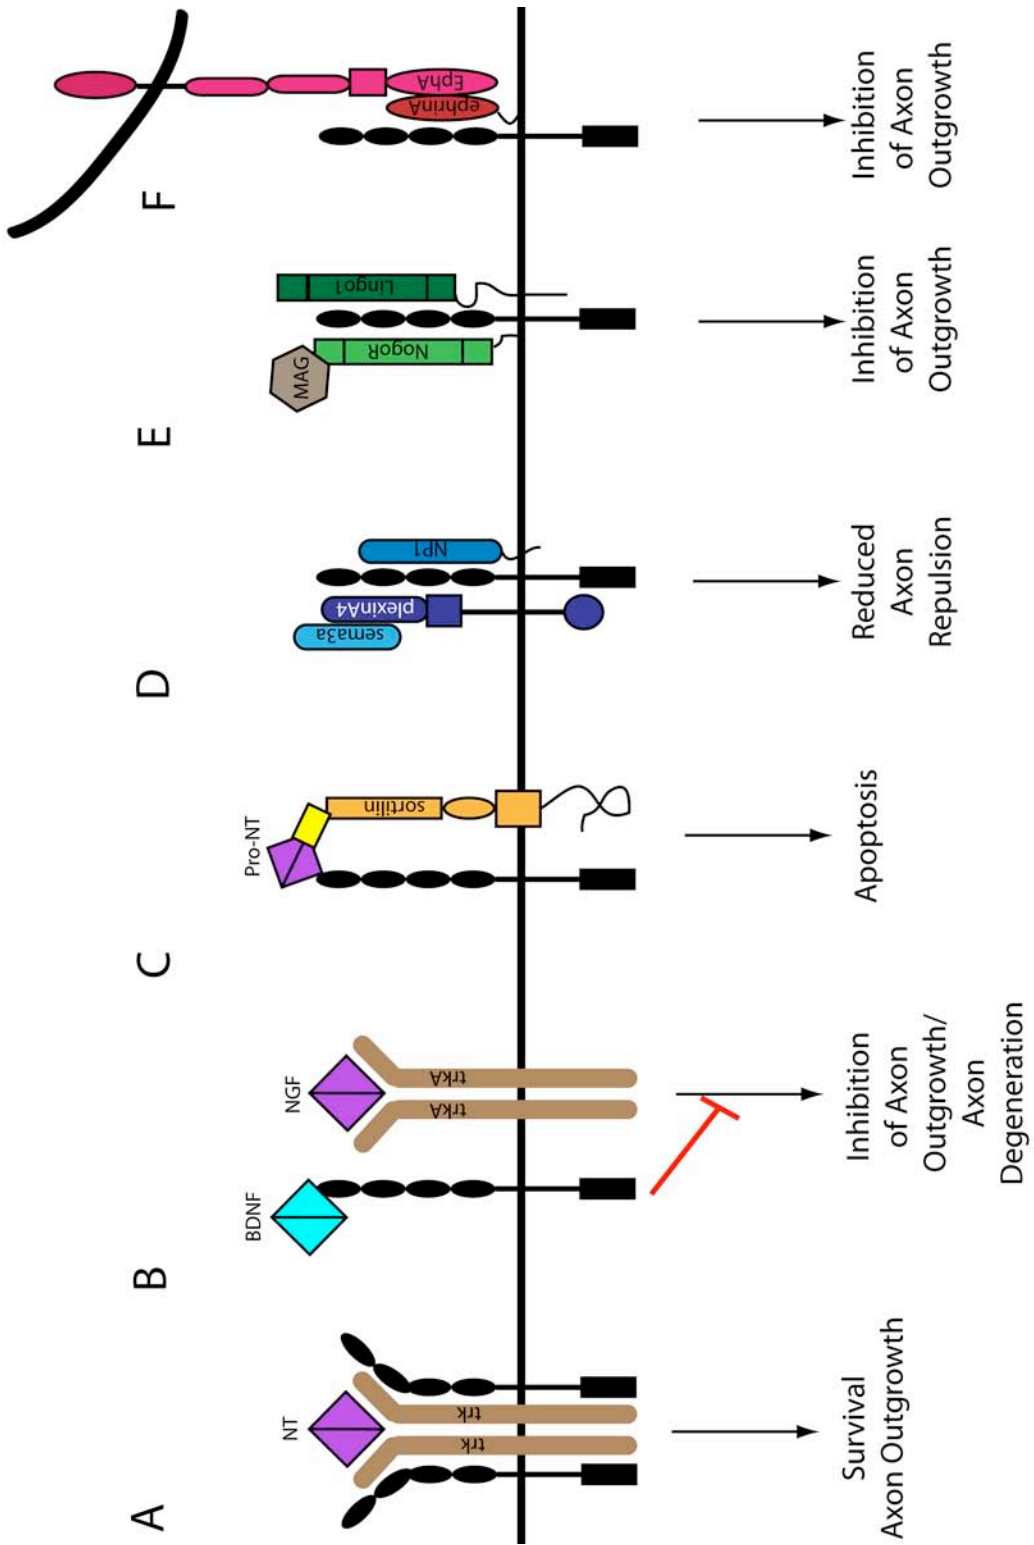 A
NT
trk
trk
Survival
Axon Outgrowth
B
BDNF
NGF
trkA
trkA
Inhibition
of Axon
Outgrowth/
Axon
Degeneration
C
Pro-NT
sortilin
Apoptosis
D
sema3a
plexinA4
NP1
Reduced
Axon
Repulsion
E
MAG
NogoR
Lingo1
Inhibition
of Axon
Outgrowth
F
ephrinA
EphA
Inhibition
of Axon
Outgrowth